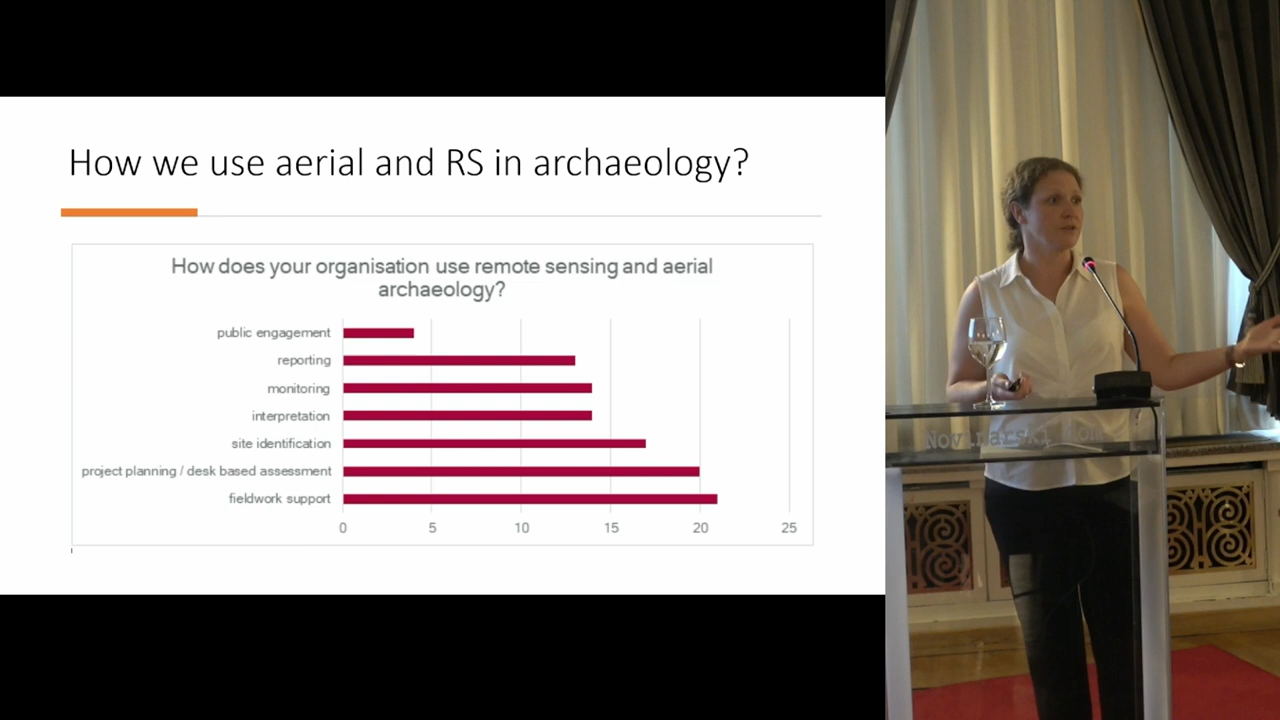 How we use aerial and RS in archaeology?
How does your organisation use remote sensing and aerial
archaeology?
public engagement
reporting
monitoring
interpretation
site identification
project planning / desk based assessment
fieldwork support
0 5 10 15 20 25